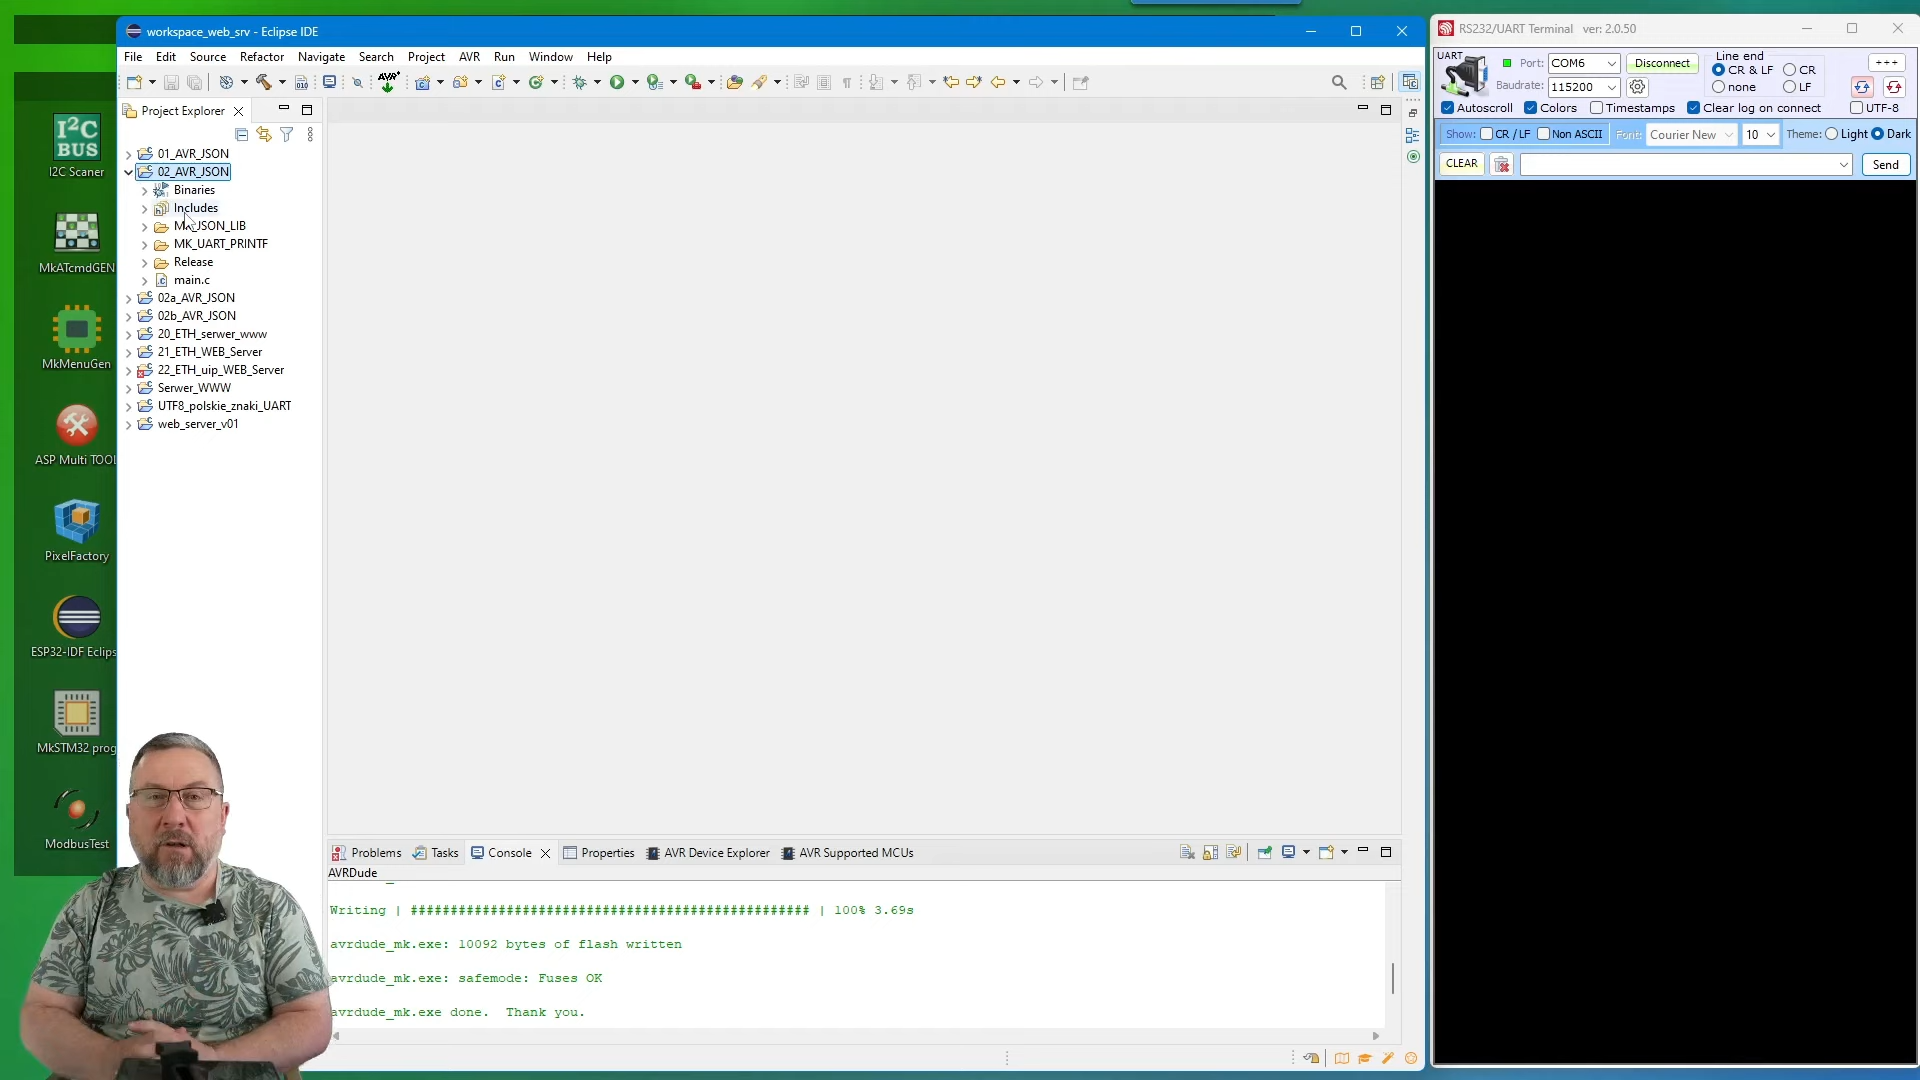 I2C BUS
I2C Scaner
MkATcmdGEN
MkMenuGen
ASP Multi TOOL
PixelFactory
ESP32-IDF Eclips
MkSTM32 prog
ModbusTest
workspace_web_srv - Eclipse IDE
File Edit Source Refactor Navigate Search Project AVR Run Window Help
AVR
010
Project Explorer
01_AVR_JSON
02_AVR_JSON
Binaries
Includes
MK_JSON_LIB
MK_UART_PRINTF
Release
main.c
02a_AVR_JSON
02b_AVR_JSON
20_ETH_serwer_www
21_ETH_WEB_Server
22_ETH_uip_WEB_Server
Serwer_WWW
UTF8_polskie_znaki_UART
web_server_v01
Problems Tasks Console Properties AVR Device Explorer AVR Supported MCUs
AVRDude
Writing | ################################################## | 100% 3.69s
avrdude_mk.exe: 10092 bytes of flash written
avrdude_mk.exe: safemode: Fuses OK
avrdude_mk.exe done.  Thank you.
RS232/UART Terminal ver: 2.0.50
UART Port: COM6 Disconnect Line end +++
CR & LF CR
Baudrate: 115200 none LF
Autoscroll Colors Timestamps Clear log on connect UTF-8
Show: CR / LF Non ASCII Font: Courier New 10 Theme: Light Dark
CLEAR Send